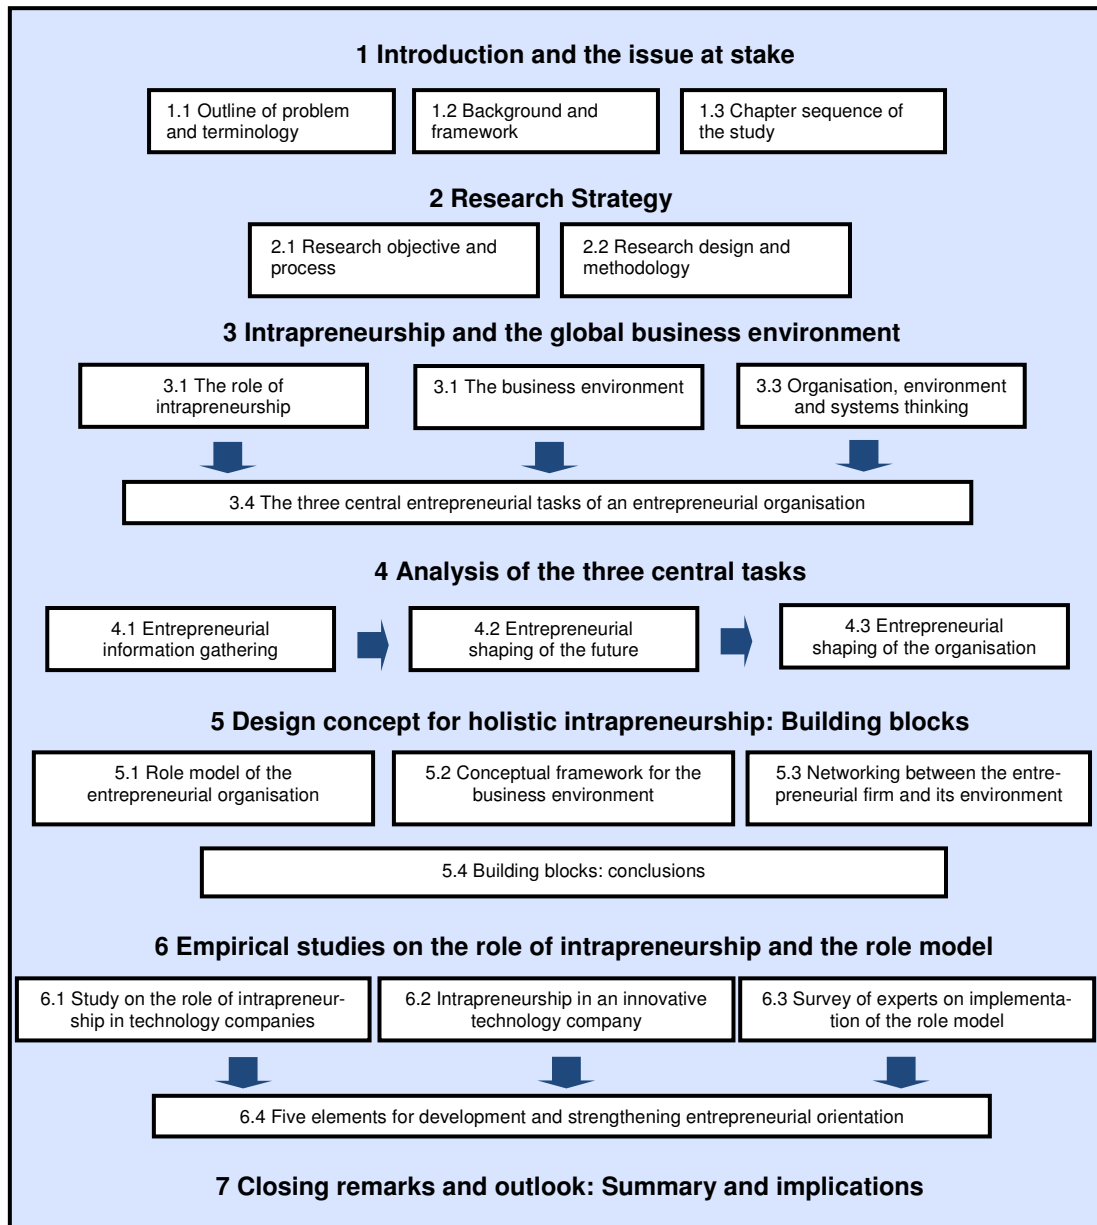 1 Introduction and the issue at stake
1.1 Outline of problem
and terminology
1.2 Background and
framework
1.3 Chapter sequence of
the study
2 Research Strategy
2.1 Research objective and
process
2.2 Research design and
methodology
3 Intrapreneurship and the global business environment
3.1 The role of
intrapreneurship
3.1 The business environment
3.3 Organisation, environment
and systems thinking
3.4 The three central entrepreneurial tasks of an entrepreneurial organisation
4 Analysis of the three central tasks
4.1 Entrepreneurial
information gathering
4.2 Entrepreneurial
shaping of the future
4.3 Entrepreneurial
shaping of the organisation
5 Design concept for holistic intrapreneurship: Building blocks
5.1 Role model of the
entrepreneurial organisation
5.2 Conceptual framework for the
business environment
5.3 Networking between the entre-
preneurial firm and its environment
5.4 Building blocks: conclusions
6 Empirical studies on the role of intrapreneurship and the role model
6.1 Study on the role of intrapreneur-
ship in technology companies
6.2 Intrapreneurship in an innovative
technology company
6.3 Survey of experts on implementa-
tion of the role model
6.4 Five elements for development and strengthening entrepreneurial orientation
7 Closing remarks and outlook: Summary and implications